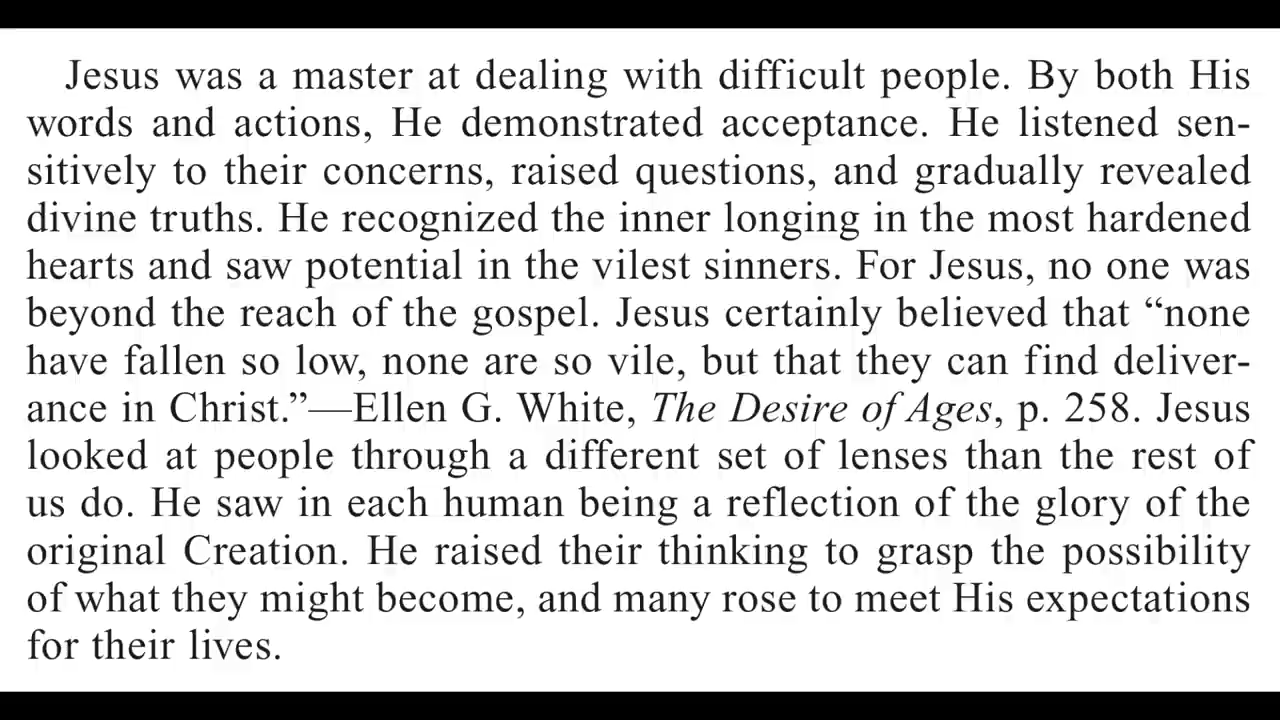 Jesus was a master at dealing with difficult people. By both His
words and actions, He demonstrated acceptance. He listened sen-
sitively to their concerns, raised questions, and gradually revealed
divine truths. He recognized the inner longing in the most hardened
hearts and saw potential in the vilest sinners. For Jesus, no one was
beyond the reach of the gospel. Jesus certainly believed that “none
have fallen so low, none are so vile, but that they can find deliver-
ance in Christ.”—Ellen G. White, The Desire of Ages, p. 258. Jesus
looked at people through a different set of lenses than the rest of
us do. He saw in each human being a reflection of the glory of the
original Creation. He raised their thinking to grasp the possibility
of what they might become, and many rose to meet His expectations
for their lives.